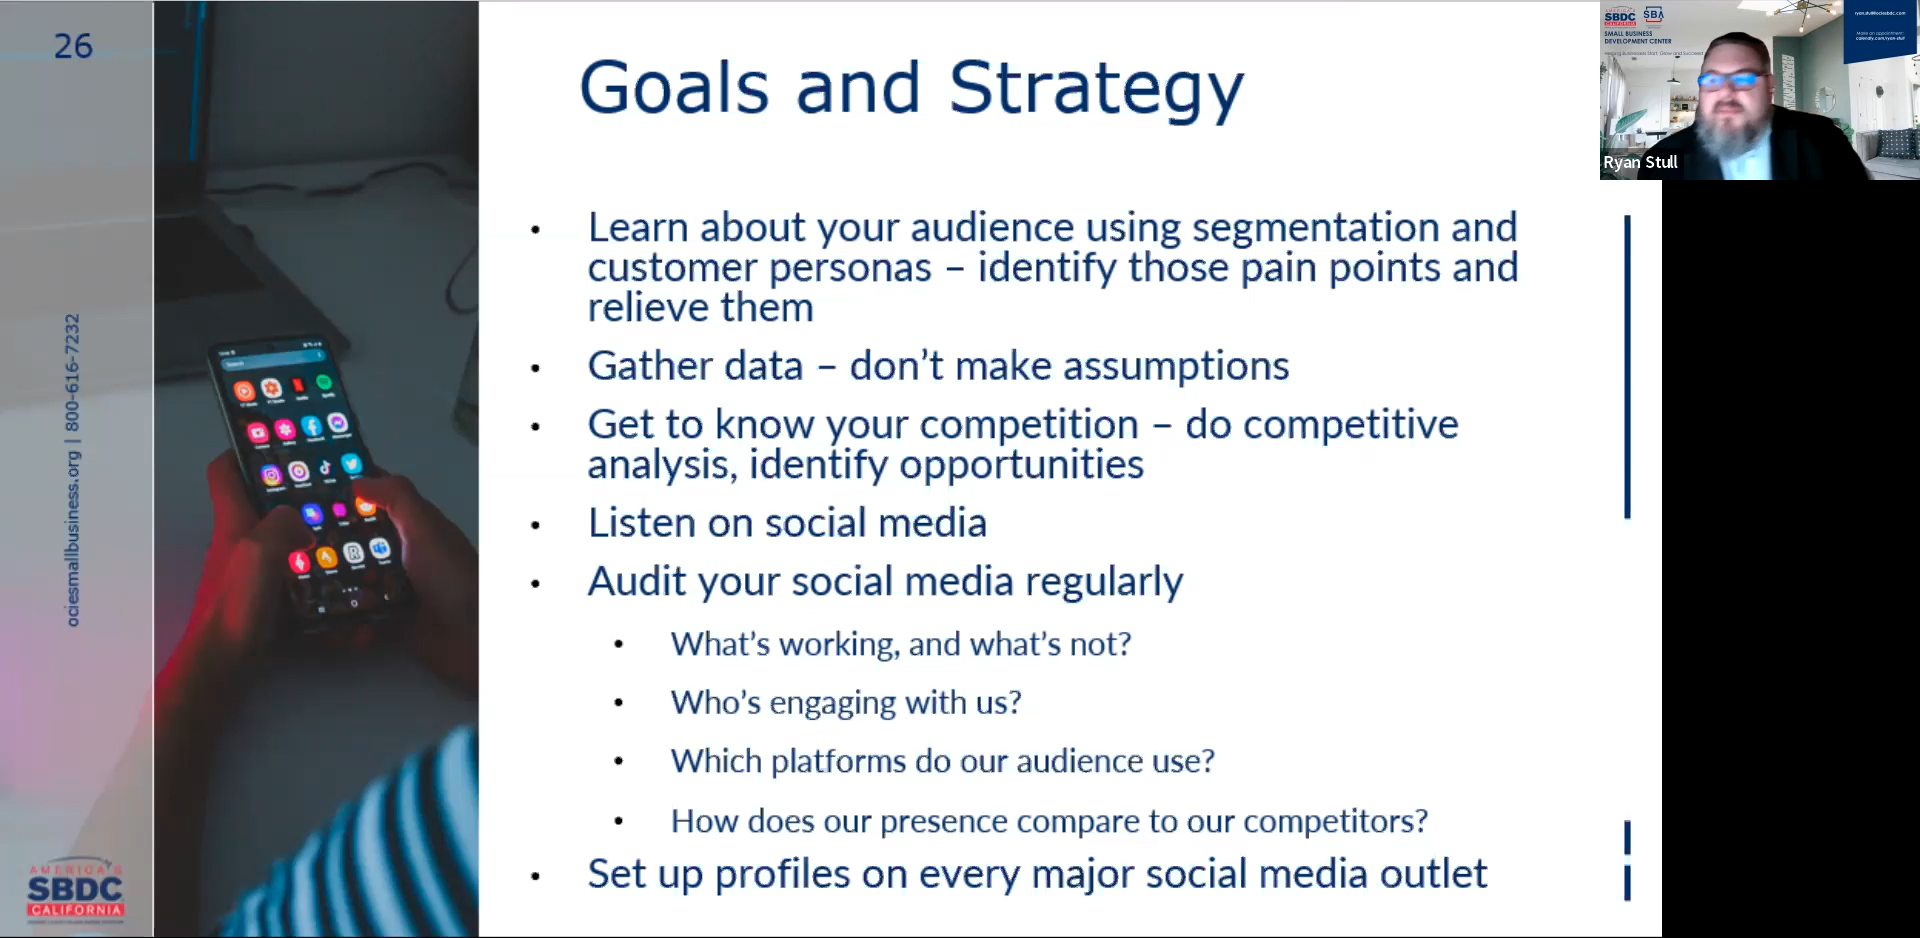 26
Goals and Strategy
Learn about your audience using segmentation and
customer personas – identify those pain points and
relieve them
Gather data – don’t make assumptions
Get to know your competition – do competitive
analysis, identify opportunities
Listen on social media
Audit your social media regularly
What’s working, and what’s not?
Who’s engaging with us?
Which platforms do our audience use?
How does our presence compare to our competitors?
Set up profiles on every major social media outlet
ociesmallbusiness.org | 800-616-7232
AMERICA'S
SBDC
CALIFORNIA
SBDC
SBA
SMALL BUSINESS
DEVELOPMENT CENTER
Ryan Stull